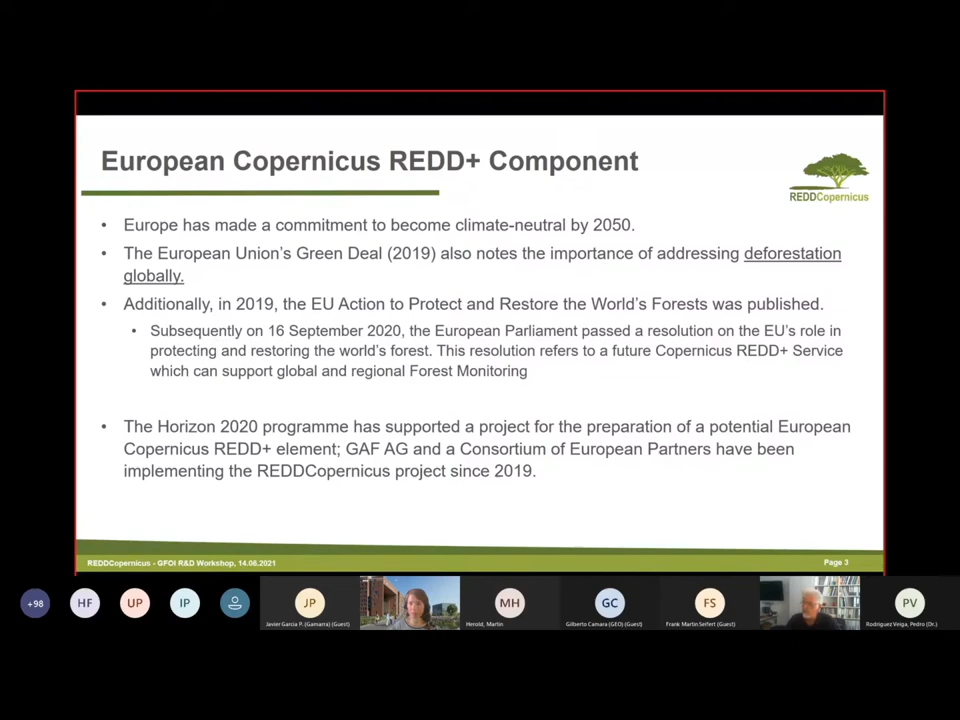 European Copernicus REDD+ Component
REDDCopernicus
• Europe has made a commitment to become climate-neutral by 2050.
• The European Union's Green Deal (2019) also notes the importance of addressing deforestation
globally.
• Additionally, in 2019, the EU Action to Protect and Restore the World's Forests was published.
• Subsequently on 16 September 2020, the European Parliament passed a resolution on the EU's role in
protecting and restoring the world's forest. This resolution refers to a future Copernicus REDD+ Service
which can support global and regional Forest Monitoring
• The Horizon 2020 programme has supported a project for the preparation of a potential European
Copernicus REDD+ element; GAF AG and a Consortium of European Partners have been
implementing the REDDCopernicus project since 2019.
REDDCopernicus - GFOI R&D Workshop, 14.06.2021
Page 3
+98
HF
UP
IP
JP
MH
GC
FS
PV
Javier Garcia P. (Gamarra) (Guest)
Herold, Martin
Gilberto Camara (GEO) (Guest)
Frank Martin Seifert (Guest)
Rodriguez Veiga, Pedro (Dr.)